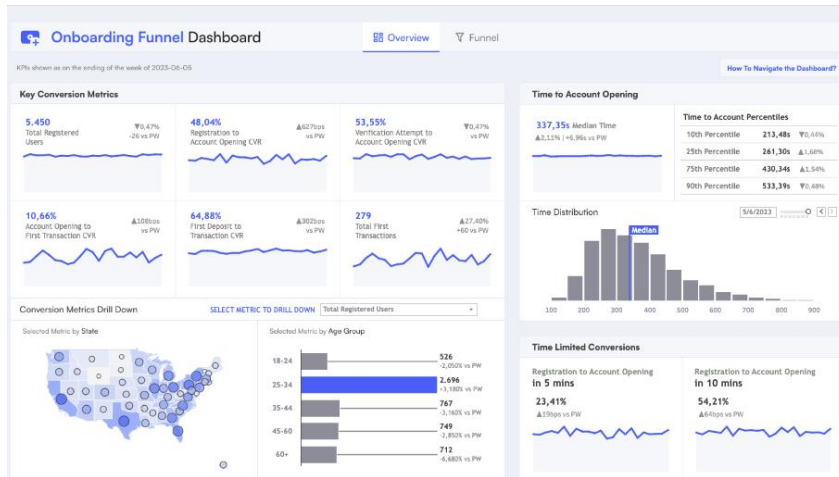 Onboarding Funnel Dashboard
Overview
Funnel
KPIs shown as on the ending of the week of 2023-06-05
How To Navigate the Dashboard?
Key Conversion Metrics
5.450
Total Registered
Users
▼0,47%
-26 vs PW
48,04%
Registration to
Account Opening CVR
▲627bps
vs PW
53,55%
Verification Attempt to
Account Opening CVR
▼0,47%
vs PW
10,66%
Account Opening to
First Transaction CVR
▲108bps
vs PW
64,88%
First Deposit to
Transaction CVR
▲302bps
vs PW
279
Total First
Transactions
▲27,40%
+60 vs PW
Conversion Metrics Drill Down
SELECT METRIC TO DRILL DOWN
Total Registered Users
Selected Metric by State
Selected Metric by Age Group
18-24
526
-2,050% vs PW
25-34
2.696
+3,180% vs PW
35-44
767
-3,160% vs PW
45-60
749
-2,850% vs PW
60+
712
-6,680% vs PW
Time to Account Opening
337,35s Median Time
▲2,11% | +6,96s vs PW
Time to Account Percentiles
10th Percentile 213,48s ▼0,44%
25th Percentile 261,30s ▲1,68%
75th Percentile 430,34s ▲1,54%
90th Percentile 533,39s ▼0,48%
Time Distribution
5/6/2023
Median
100 200 300 400 500 600 700 800 900
Time Limited Conversions
Registration to Account Opening
in 5 mins
23,41%
▲19bps vs PW
Registration to Account Opening
in 10 mins
54,21%
▲64bps vs PW